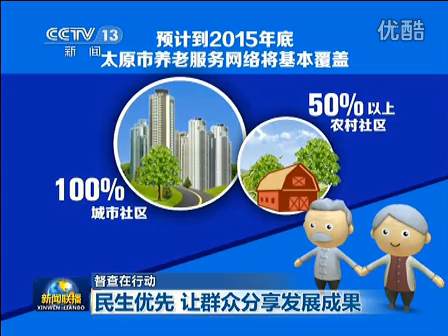 CCTV 13
新闻
优酷
预计到2015年底
太原市养老服务网络将基本覆盖
50%以上
农村社区
100%
城市社区
督查在行动
新闻联播
XINWEN LIANBO
民生优先 让群众分享发展成果